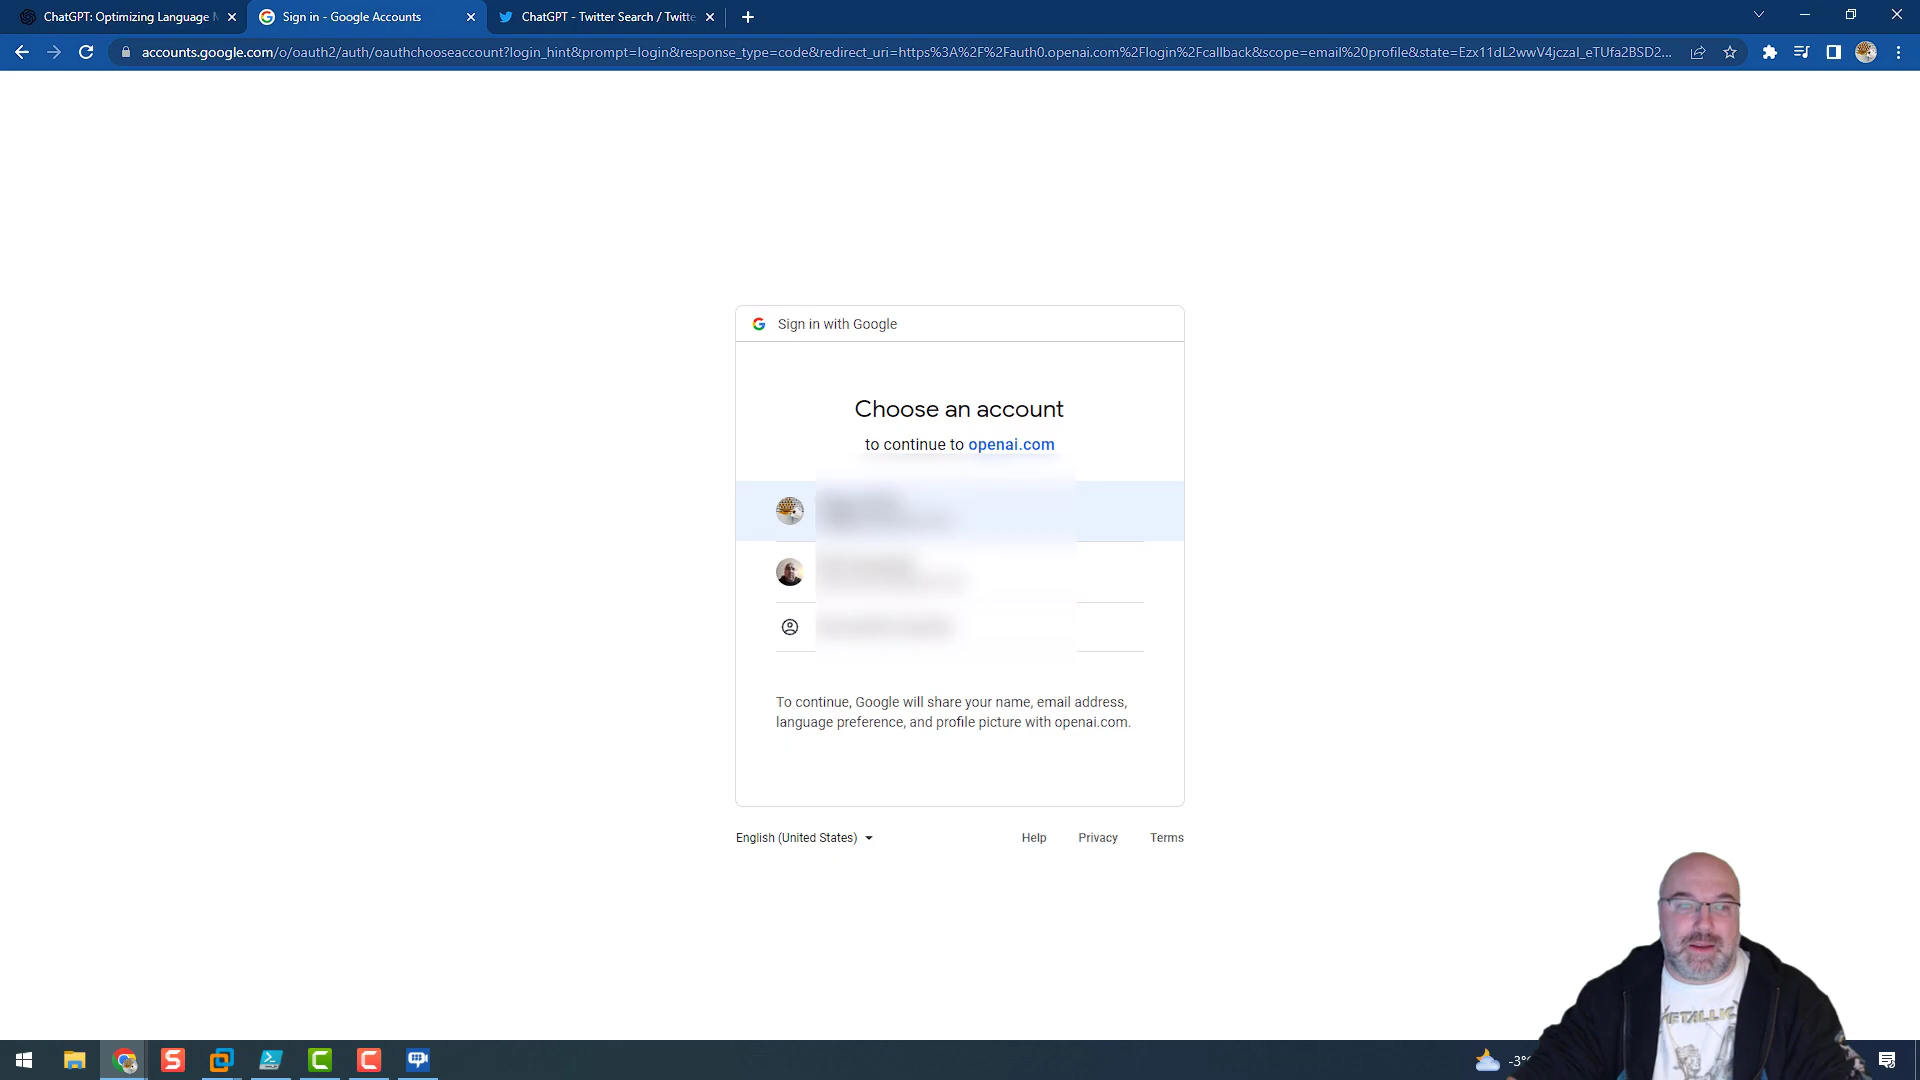 ChatGPT: Optimizing Language
Sign in - Google Accounts
ChatGPT - Twitter Search / Twitte
accounts.google.com/o/oauth2/auth/oauthchooseaccount?login_hint&prompt=login&response_type=code&redirect_uri=https%3A%2F%2Fauth0.openai.com%2Flogin%2Fcallback&scope=email%20profile&state=Ezx11dL2wwV4jczaI_eTUfa2BSD2...
Sign in with Google
Choose an account
to continue to openai.com
To continue, Google will share your name, email address,
language preference, and profile picture with openai.com.
English (United States)
Help
Privacy
Terms
METALLIC
-3°